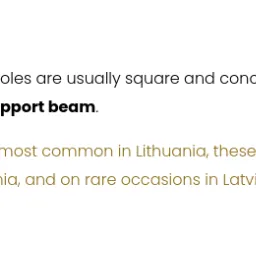 oles are usually square and conc
pport beam.
most common in Lithuania, these
nia, and on rare occasions in Latvi